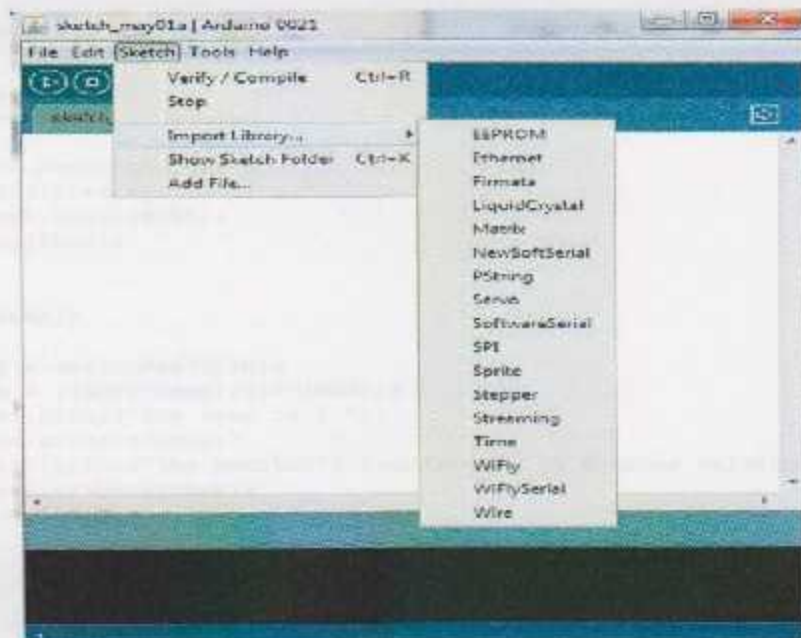 sketch_may01a | Arduino 0021
File Edit Sketch Tools Help
Verify / Compile Ctrl+R
Stop
Import Library...
Show Sketch Folder Ctrl+K
Add File...
EEPROM
Ethernet
Firmata
LiquidCrystal
Matrix
NewSoftSerial
PString
Servo
SoftwareSerial
SPI
Sprite
Stepper
Streaming
Time
WiFly
WiFlySerial
Wire